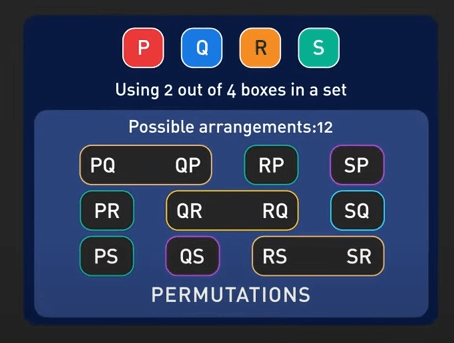 P Q R S
Using 2 out of 4 boxes in a set
Possible arrangements:12
PQ QP RP SP
PR QR RQ SQ
PS QS RS SR
PERMUTATIONS